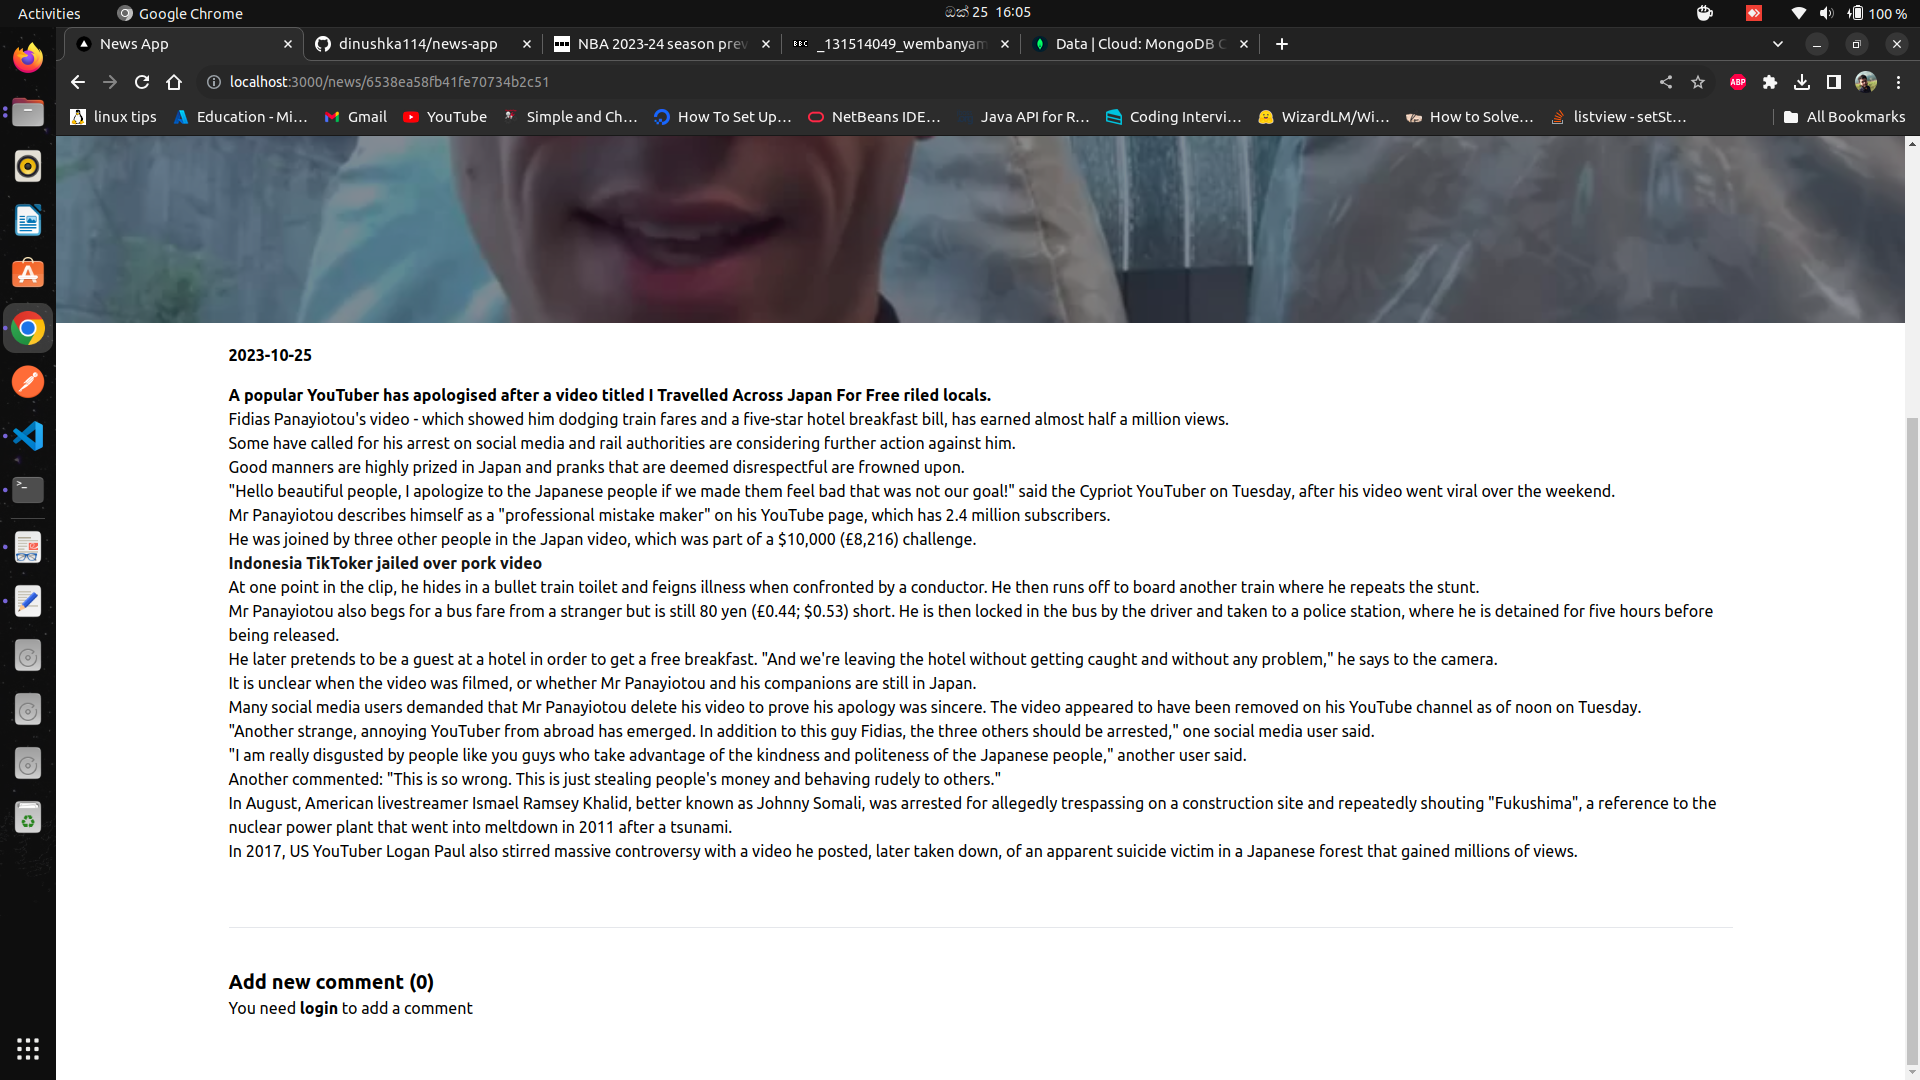 Activities
Google Chrome
ඔක් 25 16:05
100 %
News App
dinushka114/news-app
NBA 2023-24 season prev
BBC
_131514049_wembanyam
Data | Cloud: MongoDB C
localhost:3000/news/6538ea58fb41fe70734b2c51
ABP
linux tips
Education - Mi...
Gmail
YouTube
Simple and Ch...
How To Set Up...
NetBeans IDE...
Java API for R...
Coding Intervi...
WizardLM/Wi...
How to Solve...
listview - setSt...
All Bookmarks
2023-10-25
A popular YouTuber has apologised after a video titled I Travelled Across Japan For Free riled locals.
Fidias Panayiotou's video - which showed him dodging train fares and a five-star hotel breakfast bill, has earned almost half a million views.
Some have called for his arrest on social media and rail authorities are considering further action against him.
Good manners are highly prized in Japan and pranks that are deemed disrespectful are frowned upon.
"Hello beautiful people, I apologize to the Japanese people if we made them feel bad that was not our goal!" said the Cypriot YouTuber on Tuesday, after his video went viral over the weekend.
Mr Panayiotou describes himself as a "professional mistake maker" on his YouTube page, which has 2.4 million subscribers.
He was joined by three other people in the Japan video, which was part of a $10,000 (£8,216) challenge.
Indonesia TikToker jailed over pork video
At one point in the clip, he hides in a bullet train toilet and feigns illness when confronted by a conductor. He then runs off to board another train where he repeats the stunt.
Mr Panayiotou also begs for a bus fare from a stranger but is still 80 yen (£0.44; $0.53) short. He is then locked in the bus by the driver and taken to a police station, where he is detained for five hours before
being released.
He later pretends to be a guest at a hotel in order to get a free breakfast. "And we're leaving the hotel without getting caught and without any problem," he says to the camera.
It is unclear when the video was filmed, or whether Mr Panayiotou and his companions are still in Japan.
Many social media users demanded that Mr Panayiotou delete his video to prove his apology was sincere. The video appeared to have been removed on his YouTube channel as of noon on Tuesday.
"Another strange, annoying YouTuber from abroad has emerged. In addition to this guy Fidias, the three others should be arrested," one social media user said.
"I am really disgusted by people like you guys who take advantage of the kindness and politeness of the Japanese people," another user said.
Another commented: "This is so wrong. This is just stealing people's money and behaving rudely to others."
In August, American livestreamer Ismael Ramsey Khalid, better known as Johnny Somali, was arrested for allegedly trespassing on a construction site and repeatedly shouting "Fukushima", a reference to the
nuclear power plant that went into meltdown in 2011 after a tsunami.
In 2017, US YouTuber Logan Paul also stirred massive controversy with a video he posted, later taken down, of an apparent suicide victim in a Japanese forest that gained millions of views.
Add new comment (0)
You need login to add a comment